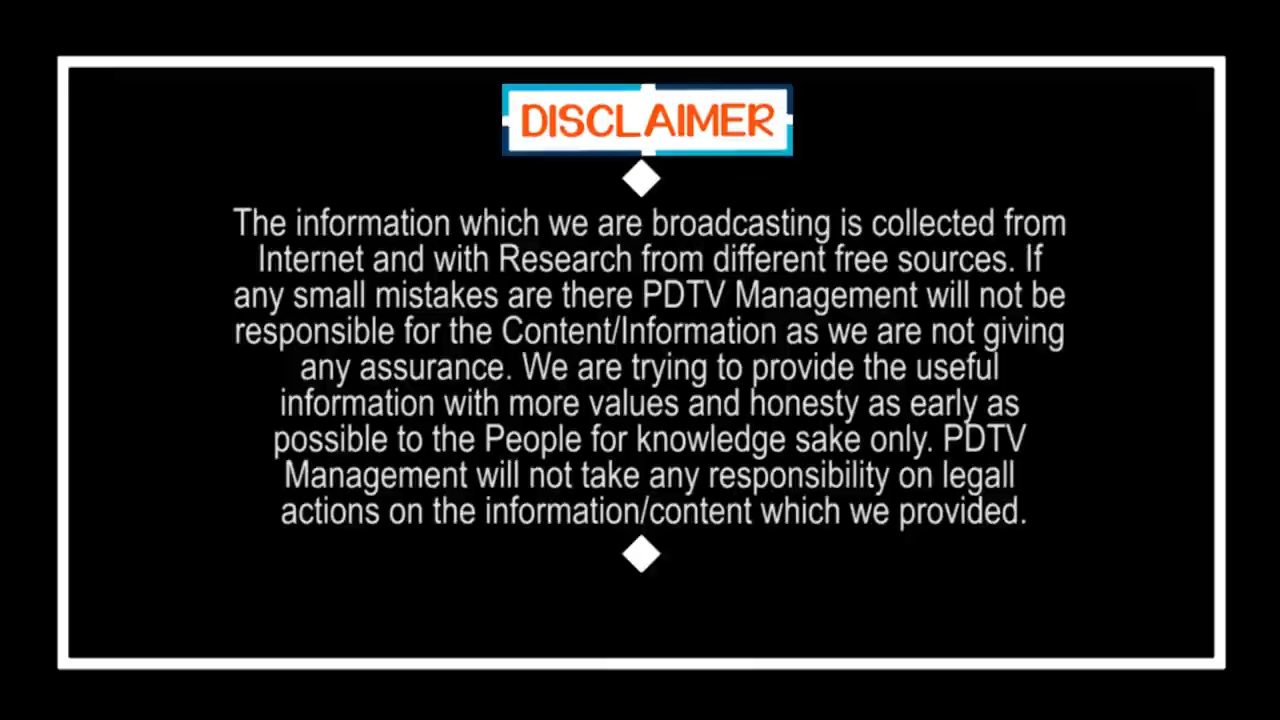 DISCLAIMER
The information which we are broadcasting is collected from
Internet and with Research from different free sources. If
any small mistakes are there PDTV Management will not be
responsible for the Content/Information as we are not giving
any assurance. We are trying to provide the useful
information with more values and honesty as early as
possible to the People for knowledge sake only. PDTV
Management will not take any responsibility on legall
actions on the information/content which we provided.